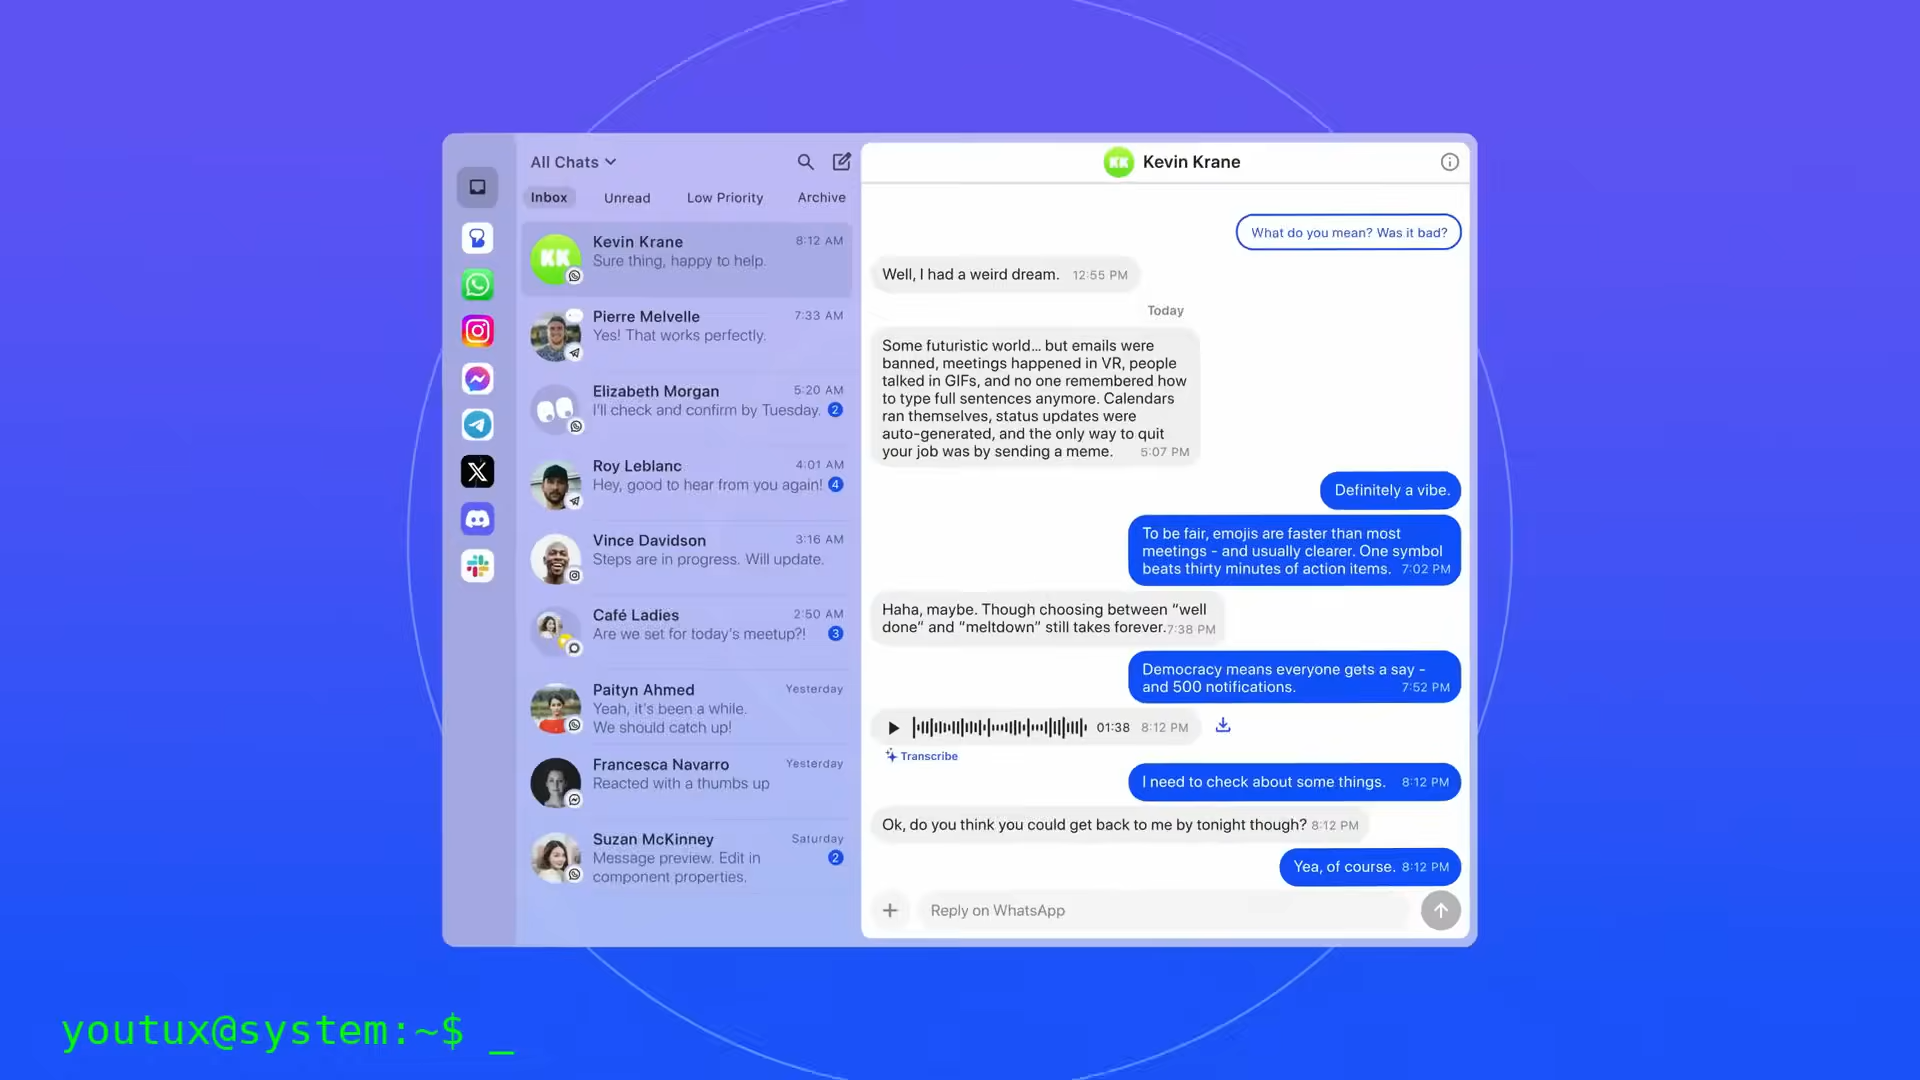 All Chats
Inbox
Unread
Low Priority
Archive
KK
Kevin Krane
8:12 AM
Sure thing, happy to help.
Pierre Melvelle
7:33 AM
Yes! That works perfectly.
Elizabeth Morgan
5:20 AM
I'll check and confirm by Tuesday.
2
Roy Leblanc
4:01 AM
Hey, good to hear from you again!
4
Vince Davidson
3:16 AM
Steps are in progress. Will update.
Café Ladies
2:50 AM
Are we set for today's meetup?!
3
Paityn Ahmed
Yesterday
Yeah, it's been a while.
We should catch up!
Francesca Navarro
Yesterday
Reacted with a thumbs up
Suzan McKinney
Saturday
Message preview. Edit in
2
component properties.
KK
Kevin Krane
What do you mean? Was it bad?
Well, I had a weird dream. 12:55 PM
Today
Some futuristic world... but emails were
banned, meetings happened in VR, people
talked in GIFs, and no one remembered how
to type full sentences anymore. Calendars
ran themselves, status updates were
auto-generated, and the only way to quit
your job was by sending a meme. 5:07 PM
Definitely a vibe.
To be fair, emojis are faster than most
meetings - and usually clearer. One symbol
beats thirty minutes of action items. 7:02 PM
Haha, maybe. Though choosing between “well
done” and “meltdown” still takes forever. 7:38 PM
Democracy means everyone gets a say -
and 500 notifications. 7:52 PM
01:38 8:12 PM
Transcribe
I need to check about some things. 8:12 PM
Ok, do you think you could get back to me by tonight though? 8:12 PM
Yea, of course. 8:12 PM
Reply on WhatsApp
youtux@system:~$ _